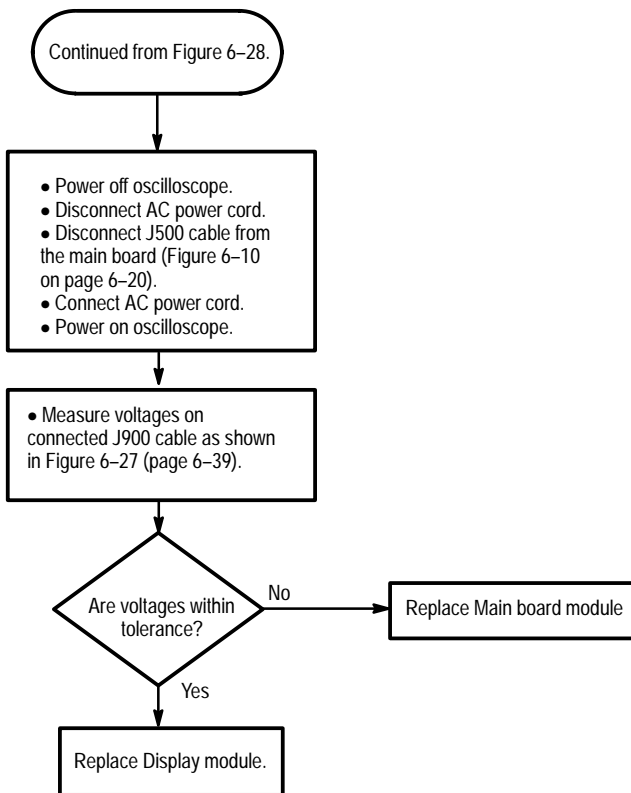 Continued from Figure 6–28.
● Power off oscilloscope.
● Disconnect AC power cord.
● Disconnect J500 cable from
the main board (Figure 6–10
on page 6–20).
● Connect AC power cord.
● Power on oscilloscope.
● Measure voltages on
connected J900 cable as shown
in Figure 6–27 (page 6–39).
Are voltages within
tolerance?
No
Replace Main board module
Yes
Replace Display module.